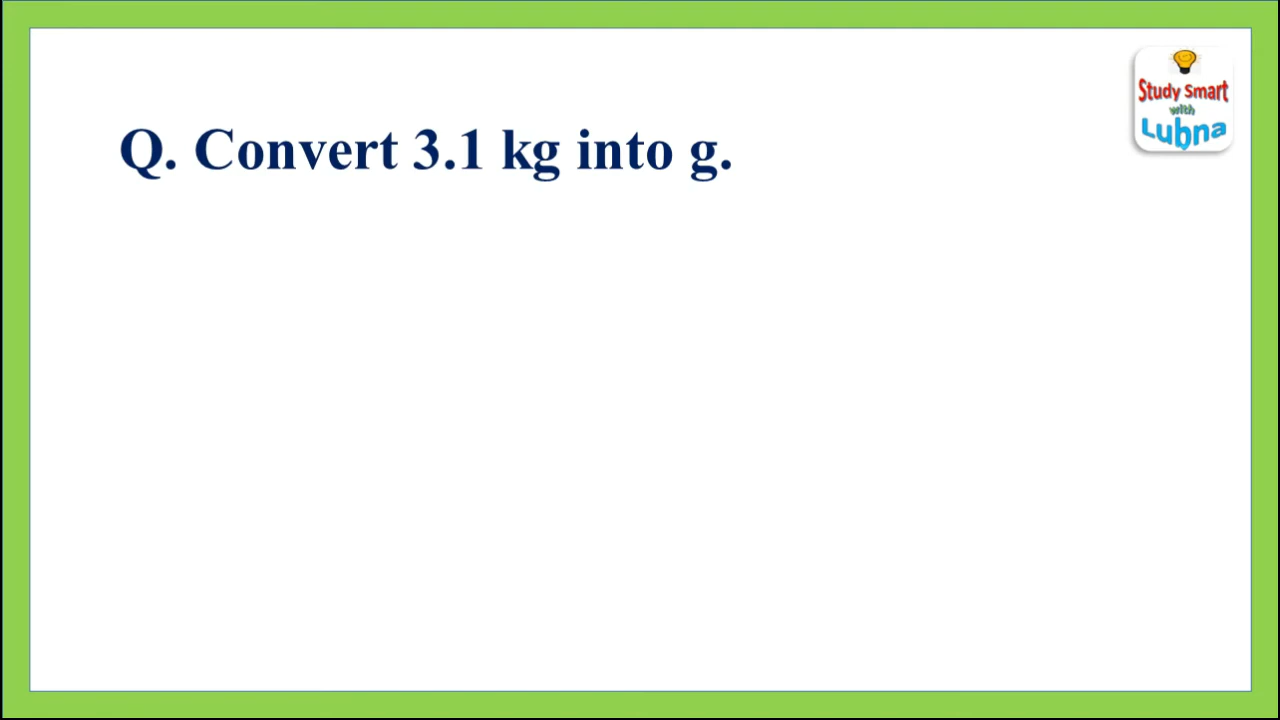 Q. Convert 3.1 kg into g.
Study Smart
with
Lubna